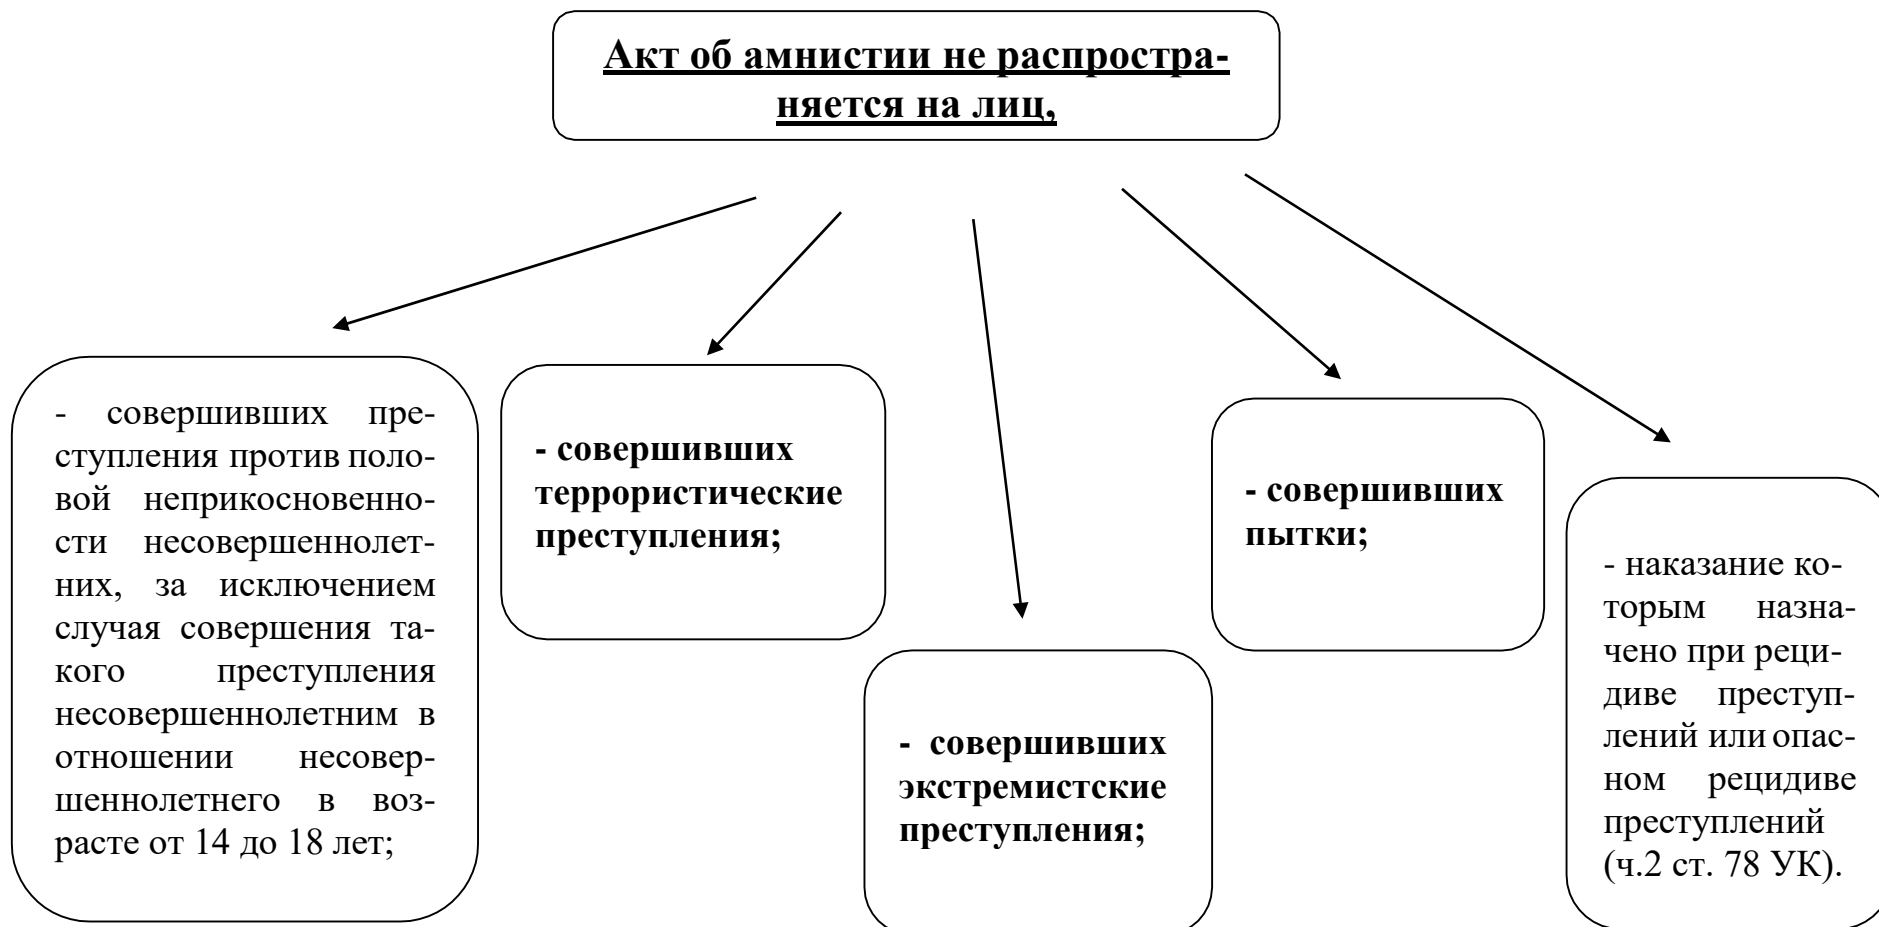 Акт об амнистии не распростра-
няется на лиц,
- совершивших пре-
ступления против поло-
вой неприкосновенно-
сти несовершеннолет-
них, за исключением
случая совершения та-
кого преступления
несовершеннолетним в
отношении несовер-
шеннолетнего в воз-
расте от 14 до 18 лет;
- совершивших
террористические
преступления;
- совершивших
экстремистские
преступления;
- совершивших
пытки;
- наказание ко-
торым назна-
чено при реци-
диве преступ-
лений или опас-
ном рецидиве
преступлений
(ч.2 ст. 78 УК).